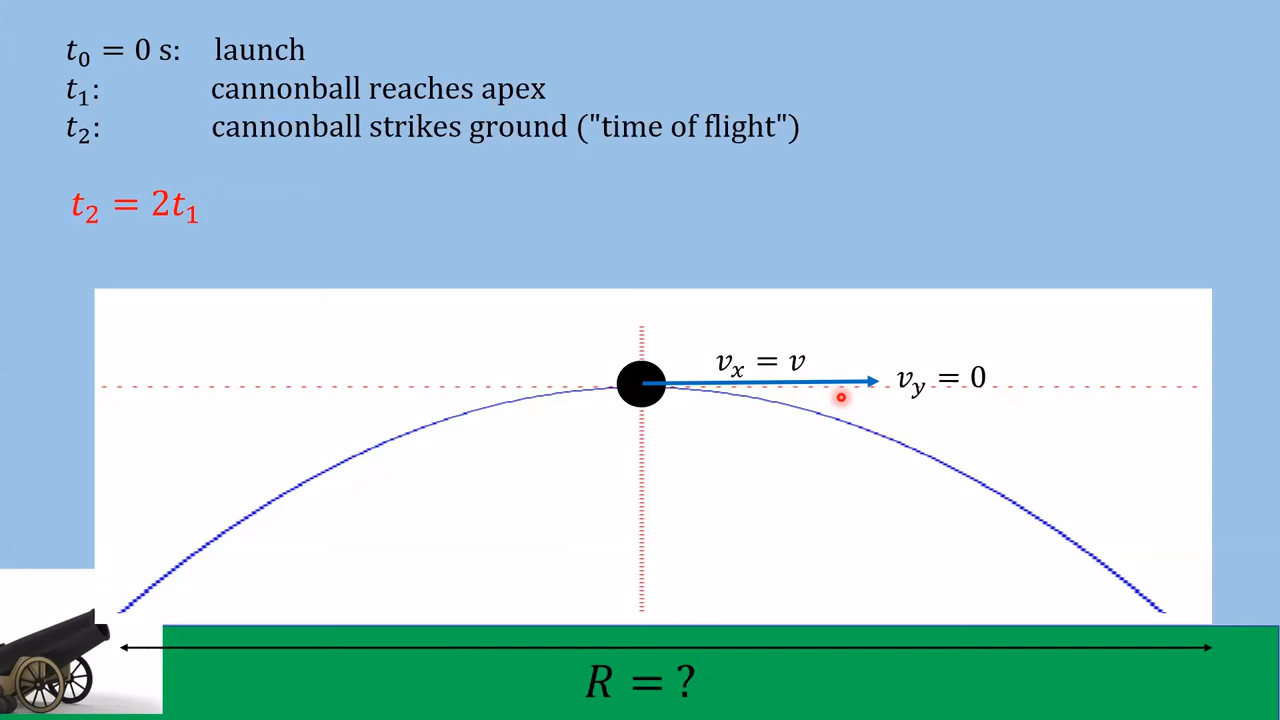 t₀ = 0 s: launch
t₁: cannonball reaches apex
t₂: cannonball strikes ground ("time of flight")
t₂ = 2t₁
vₓ = v
v_y = 0
R = ?